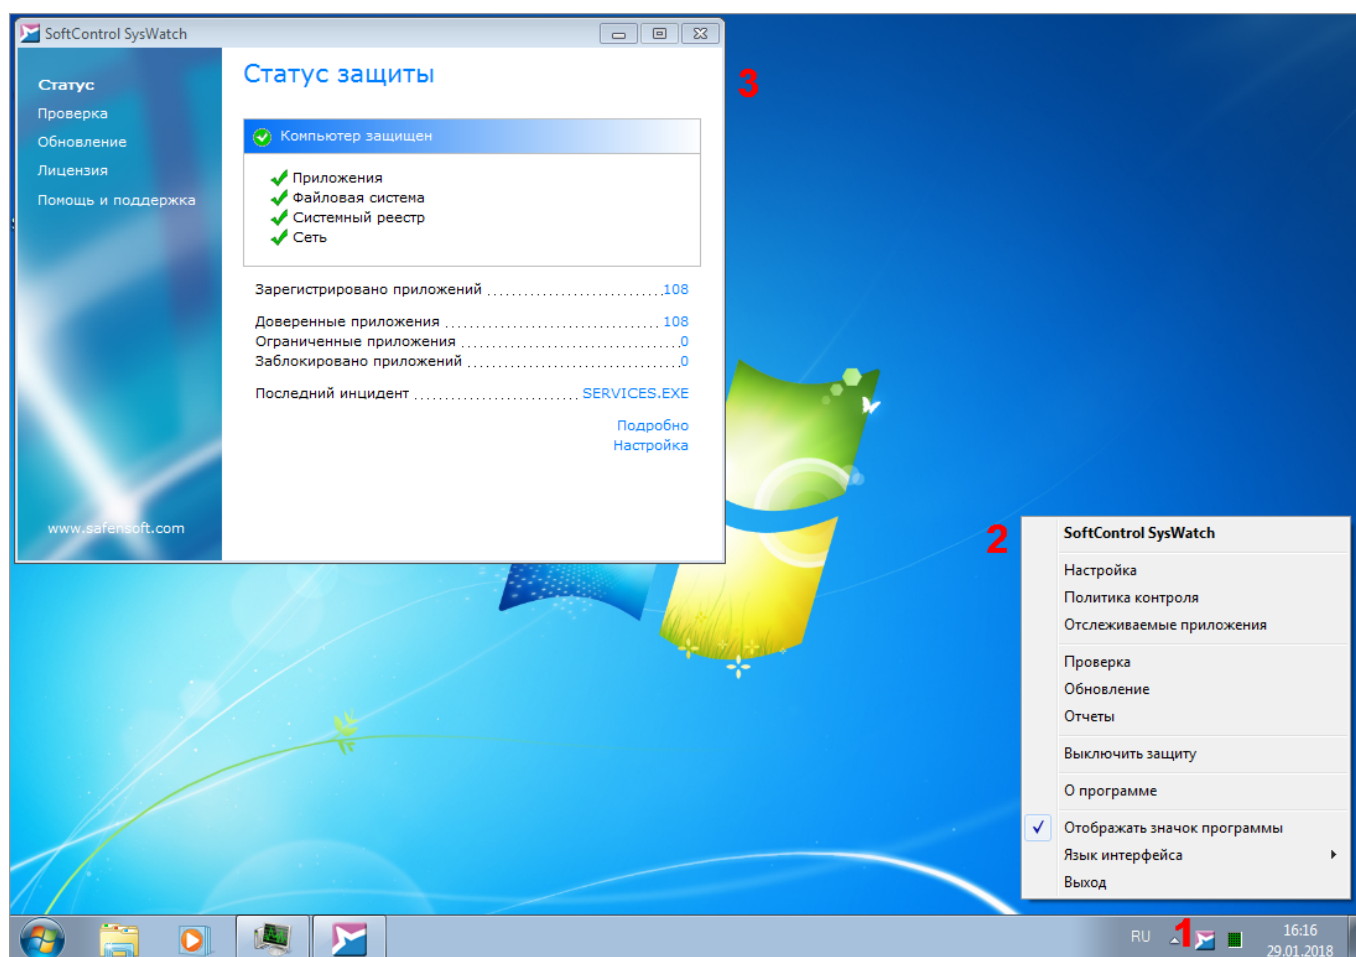 SoftControl SysWatch
Статус
Проверка
Обновление
Лицензия
Помощь и поддержка
www.safensoft.com
Статус защиты
Компьютер защищен
Приложения
Файловая система
Системный реестр
Сеть
Зарегистрировано приложений 108
Доверенные приложения 108
Ограниченные приложения 0
Заблокировано приложений 0
Последний инцидент SERVICES.EXE
Подробно
Настройка
3
2
SoftControl SysWatch
Настройка
Политика контроля
Отслеживаемые приложения
Проверка
Обновление
Отчеты
Выключить защиту
О программе
Отображать значок программы
Язык интерфейса
Выход
RU
1
16:16
29.01.2018